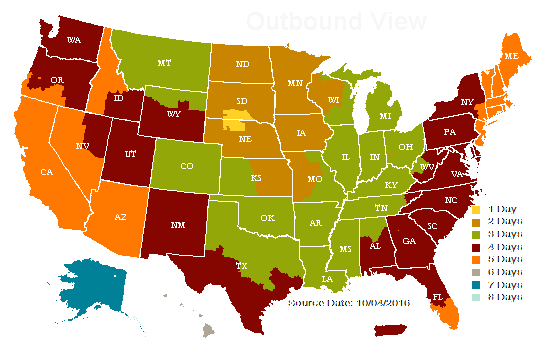 Outbound View
WA
MT
ND
MN
ME
OR
ID
WY
SD
WI
MI
NY
NV
UT
NE
IA
PA
CA
CO
KS
MO
IL
IN
OH
WV
VA
KY
AZ
NM
OK
AR
TN
NC
SC
TX
LA
MS
AL
GA
FL
1 Day
2 Days
3 Days
4 Days
5 Days
6 Days
7 Days
8 Days
Source Date: 10/04/2016